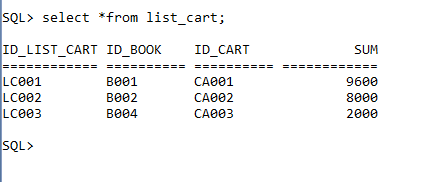 SQL> select *from list_cart;
ID_LIST_CART ID_BOOK ID_CART SUM
============ ========== ========== ============
LC001 B001 CA001 9600
LC002 B002 CA002 8000
LC003 B004 CA003 2000
SQL>